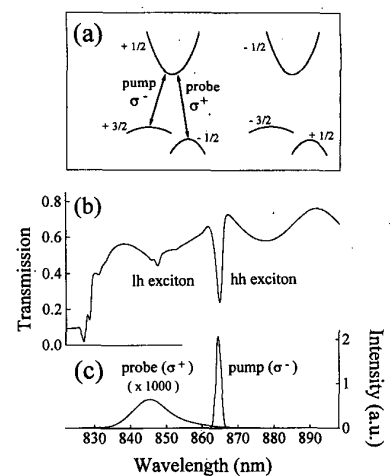 (a)
+ 1/2
- 1/2
pump
σ-
probe
σ+
+ 3/2
- 1/2
- 3/2
+ 1/2
(b)
0.8
0.6
0.4
0.2
0.0
Transmission
lh exciton
hh exciton
(c)
probe (σ+)
( x 1000)
pump (σ-)
2
1
0
Intensity (a.u.)
830 840 850 860 870 880 890
Wavelength (nm)